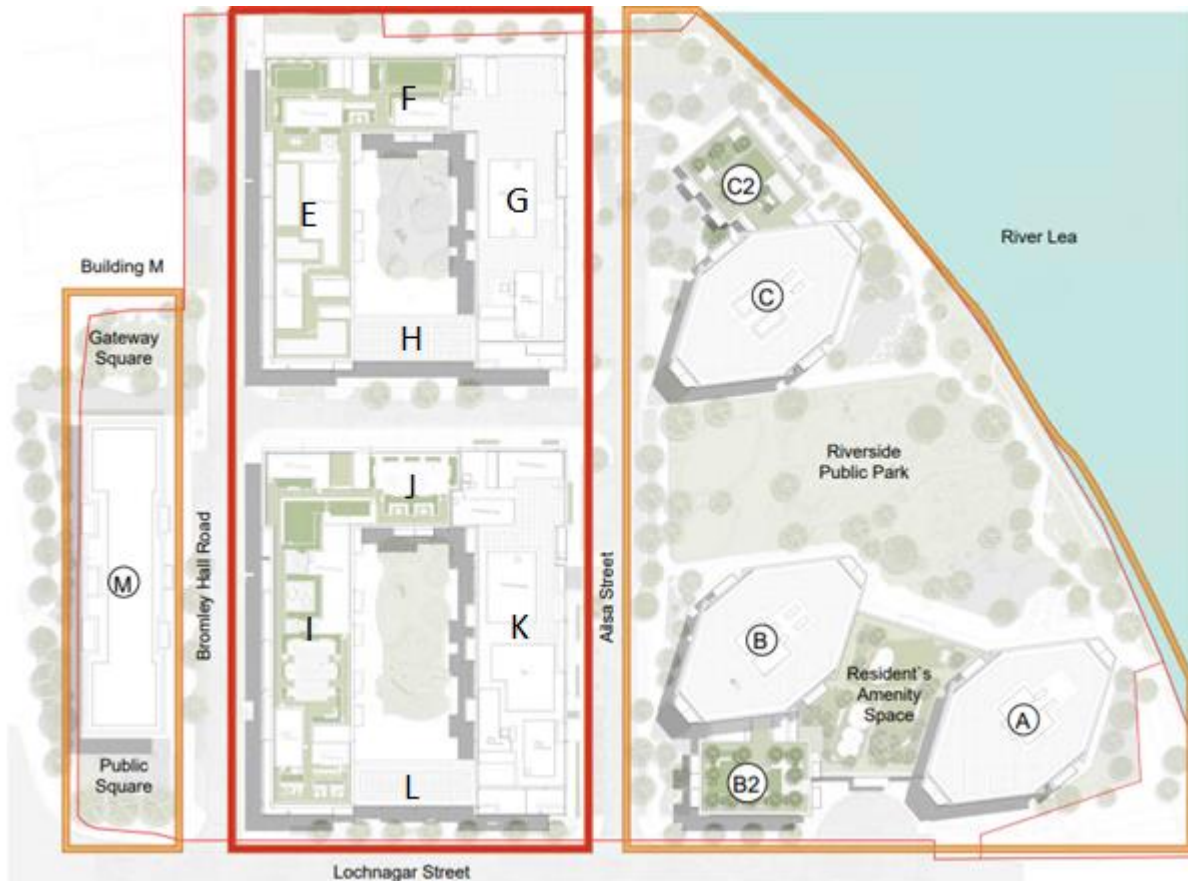 F
C2
E
G
River Lea
Building M
C
H
Gateway
Square
Riverside
Public Park
J
M
Bromley Hall Road
I
K
Ailsa Street
B
Resident`s
Amenity
Space
A
Public
Square
L
B2
Lochnagar Street